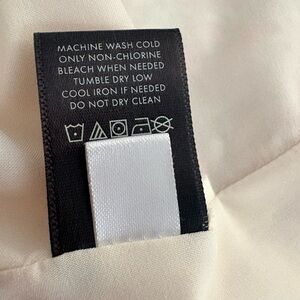 MACHINE WASH COLD
ONLY NON-CHLORINE
BLEACH WHEN NEEDED
TUMBLE DRY LOW
COOL IRON IF NEEDED
DO NOT DRY CLEAN